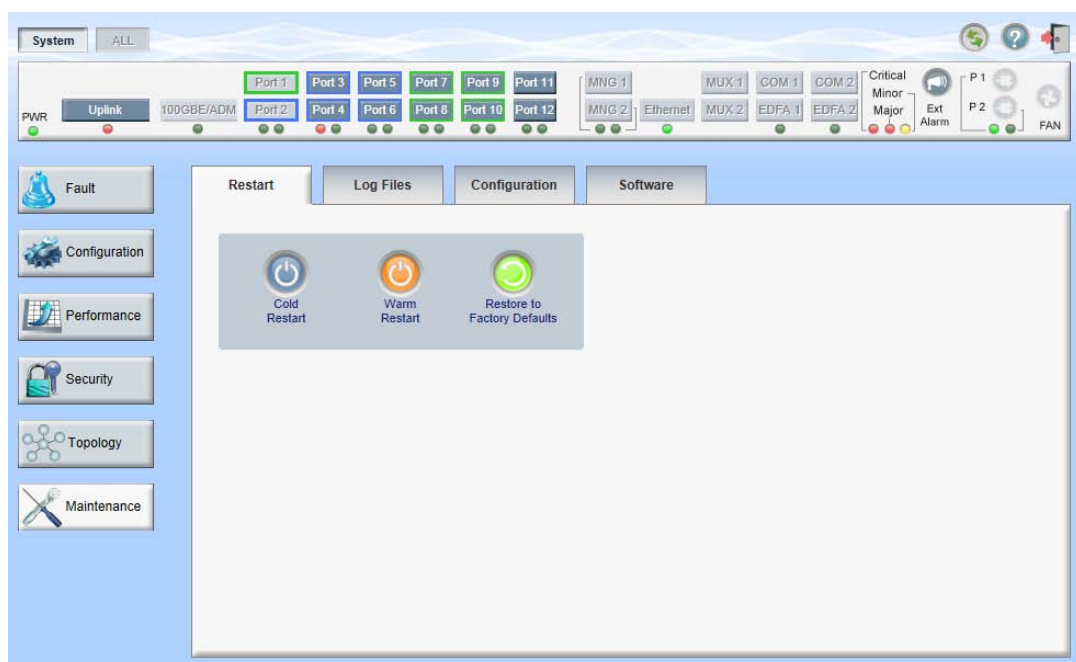 System ALL
Port 1 Port 3 Port 5 Port 7 Port 9 Port 11 MNG 1 MUX 1 COM 1 COM 2 Critical P 1
Minor
PWR Uplink 100GBE/ADM Port 2 Port 4 Port 6 Port 8 Port 10 Port 12 MNG 2 Ethernet MUX 2 EDFA 1 EDFA 2 Major Ext P 2
Alarm FAN
Fault
Restart Log Files Configuration Software
Configuration
Cold Warm Restore to
Restart Restart Factory Defaults
Performance
Security
Topology
Maintenance